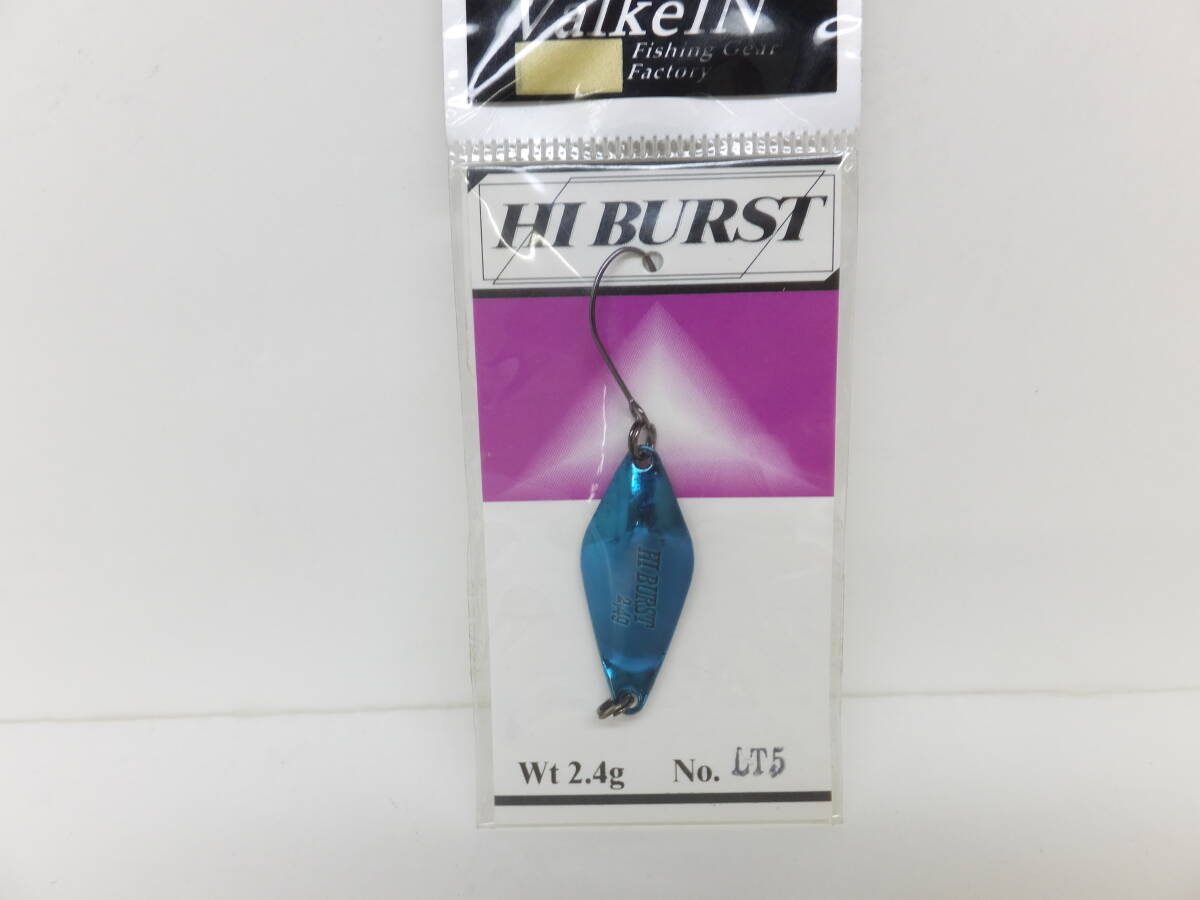 ValkeIN
Fishing Gear
Factory
HI BURST
HI BURST
2.4g
Wt 2.4g No. LT5